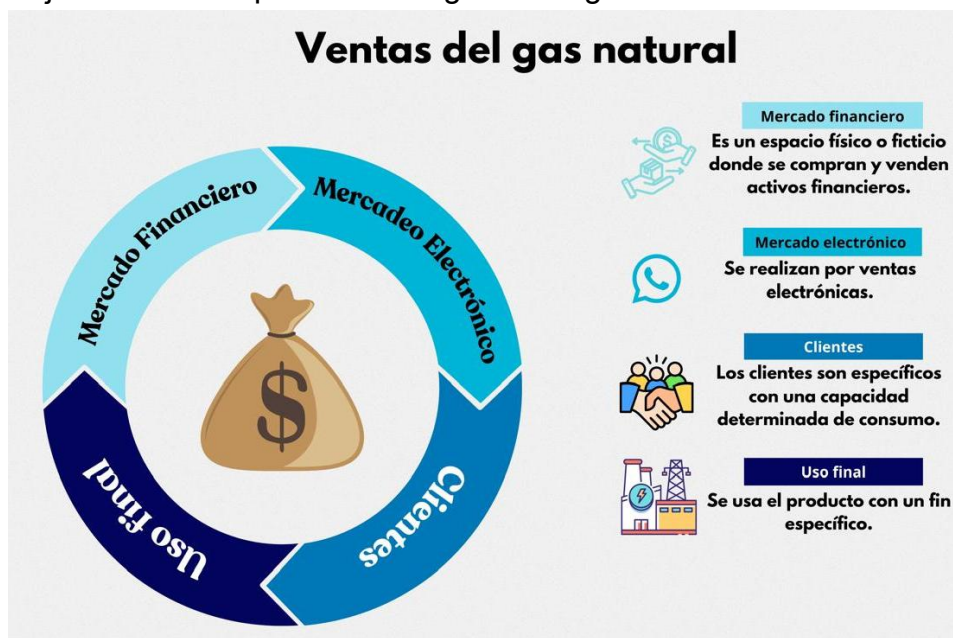 Ventas del gas natural
Mercado Financiero
Mercadeo Electrónico
Clientes
Uso final
$
Mercado financiero
Es un espacio físico o ficticio
donde se compran y venden
activos financieros.
Mercado electrónico
Se realizan por ventas
electrónicas.
Clientes
Los clientes son específicos
con una capacidad
determinada de consumo.
Uso final
Se usa el producto con un fin
específico.